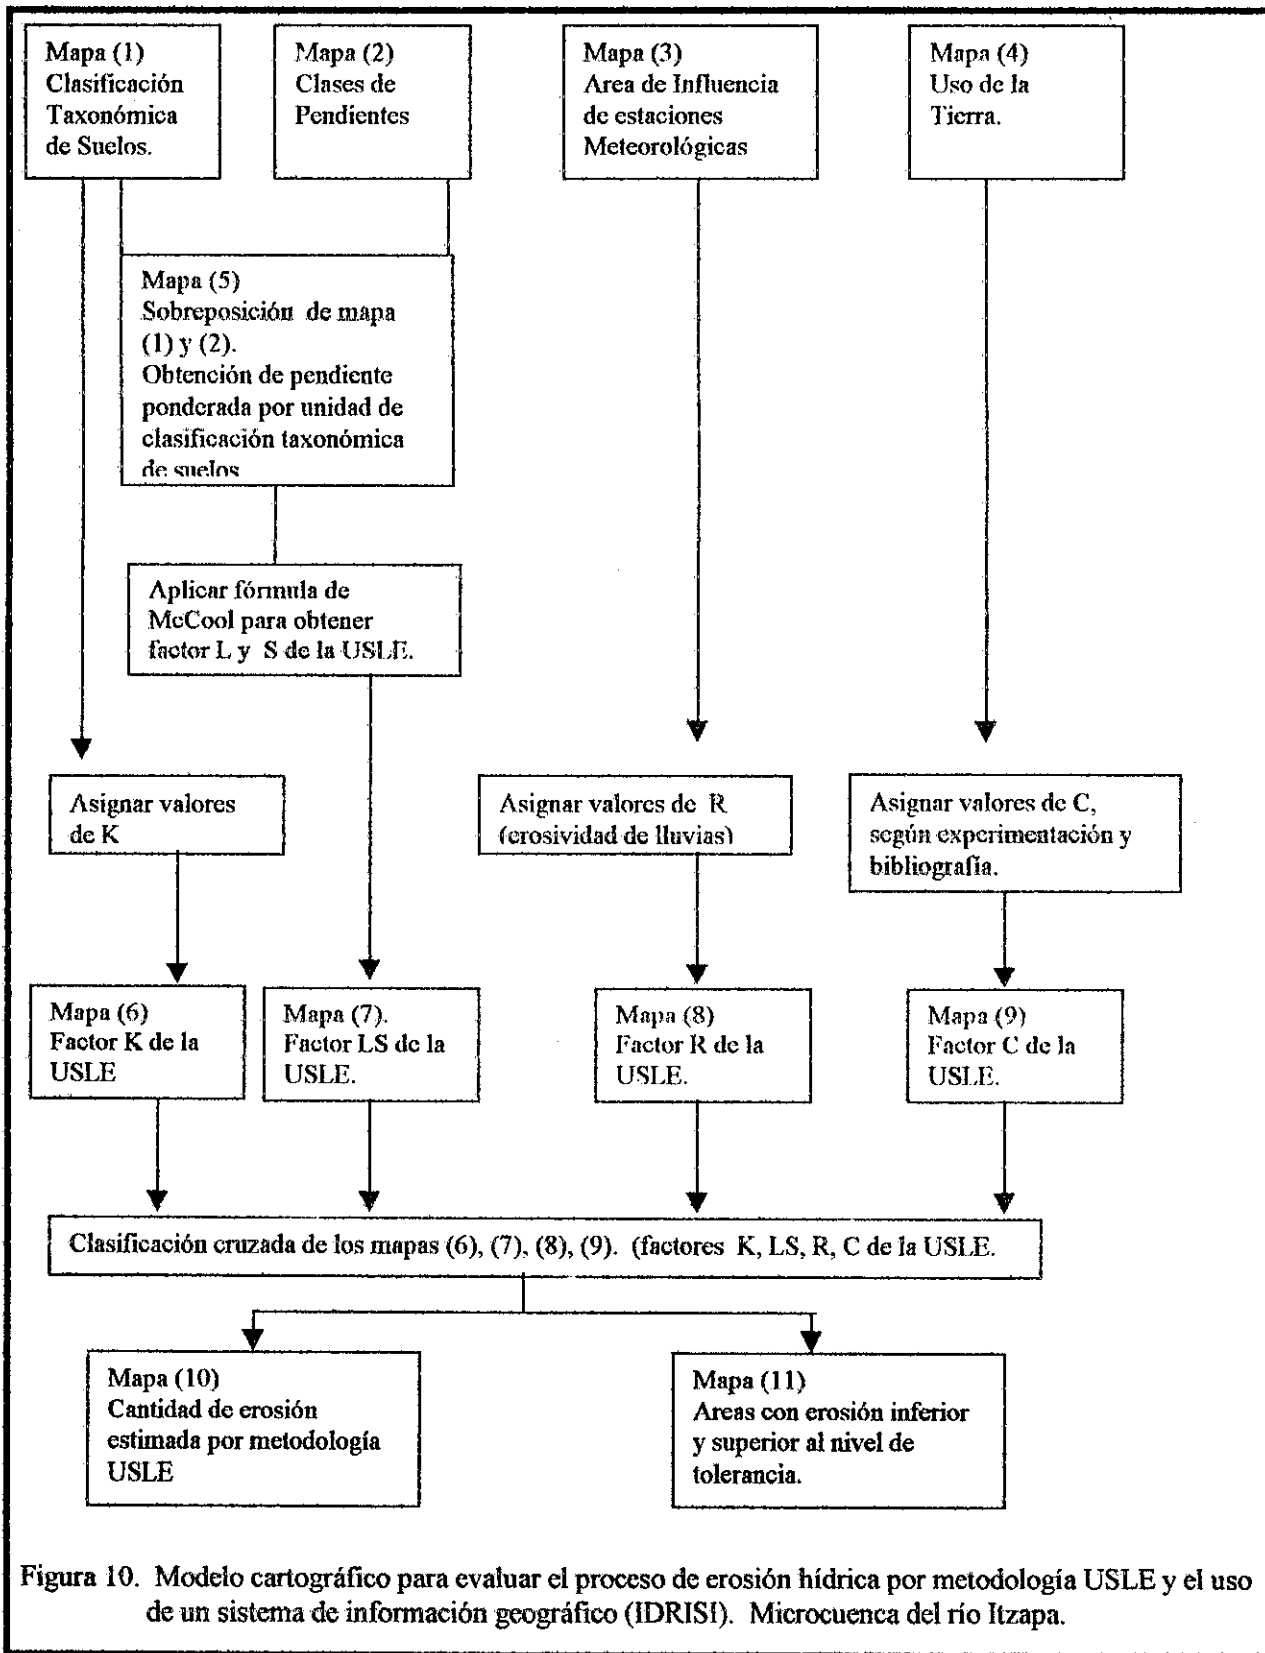 Mapa (1)
Clasificación
Taxonómica
de Suelos.
Mapa (2)
Clases de
Pendientes
Mapa (3)
Area de Influencia
de estaciones
Meteorológicas
Mapa (4)
Uso de la
Tierra.
Mapa (5)
Sobreposición de mapa
(1) y (2).
Obtención de pendiente
ponderada por unidad de
clasificación taxonómica
de suelos
Aplicar fórmula de
McCool para obtener
factor L y S de la USLE.
Asignar valores
de K
Asignar valores de R
(erosividad de lluvias)
Asignar valores de C,
según experimentación y
bibliografía.
Mapa (6)
Factor K de la
USLE
Mapa (7).
Factor LS de la
USLE.
Mapa (8)
Factor R de la
USLE.
Mapa (9)
Factor C de la
USLE.
Clasificación cruzada de los mapas (6), (7), (8), (9). (factores K, LS, R, C de la USLE.
Mapa (10)
Cantidad de erosión
estimada por metodología
USLE
Mapa (11)
Areas con erosión inferior
y superior al nivel de
tolerancia.
Figura 10. Modelo cartográfico para evaluar el proceso de erosión hídrica por metodología USLE y el uso
de un sistema de información geográfico (IDRISI). Microcuenca del río Itzapa.